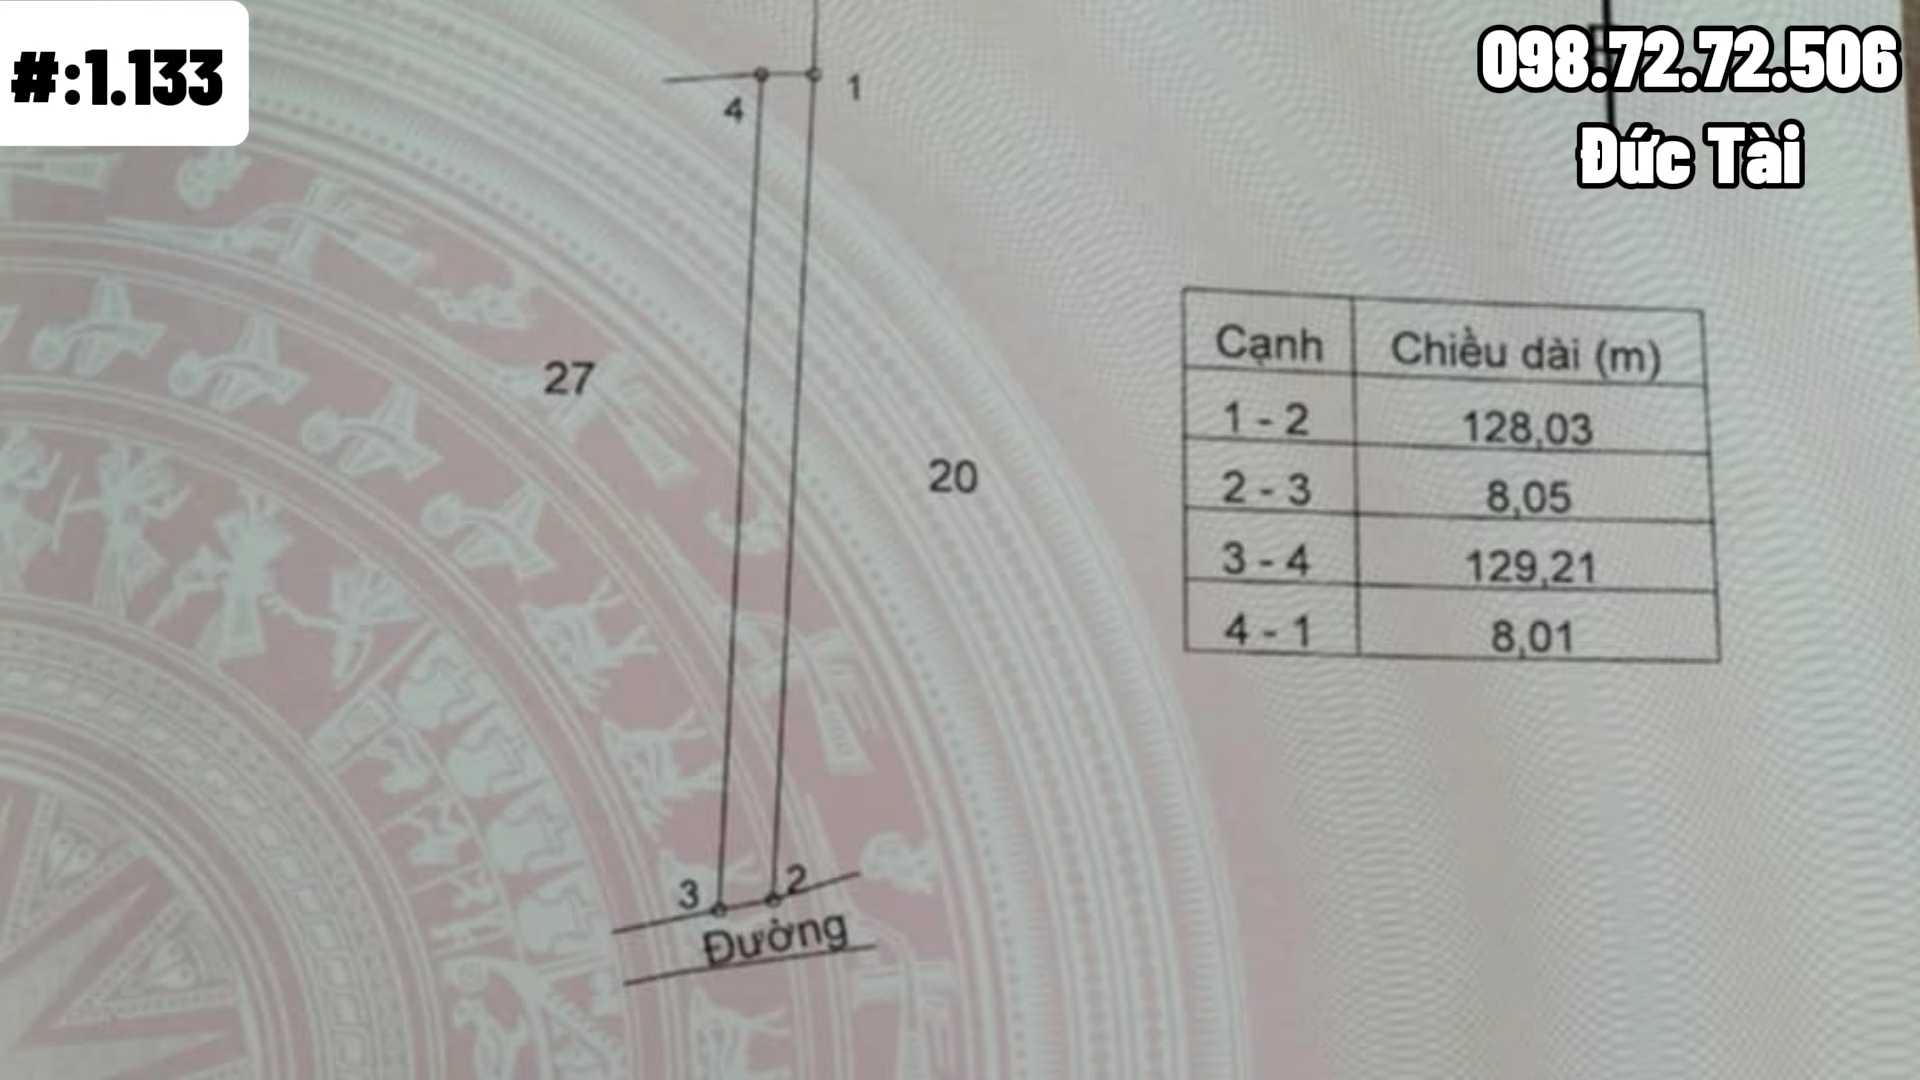 #:1.133
098.72.72.506
Đức Tài
1
4
27
20
3
2
Đường
Cạnh Chiều dài (m)
1 - 2 128,03
2 - 3 8,05
3 - 4 129,21
4 - 1 8,01